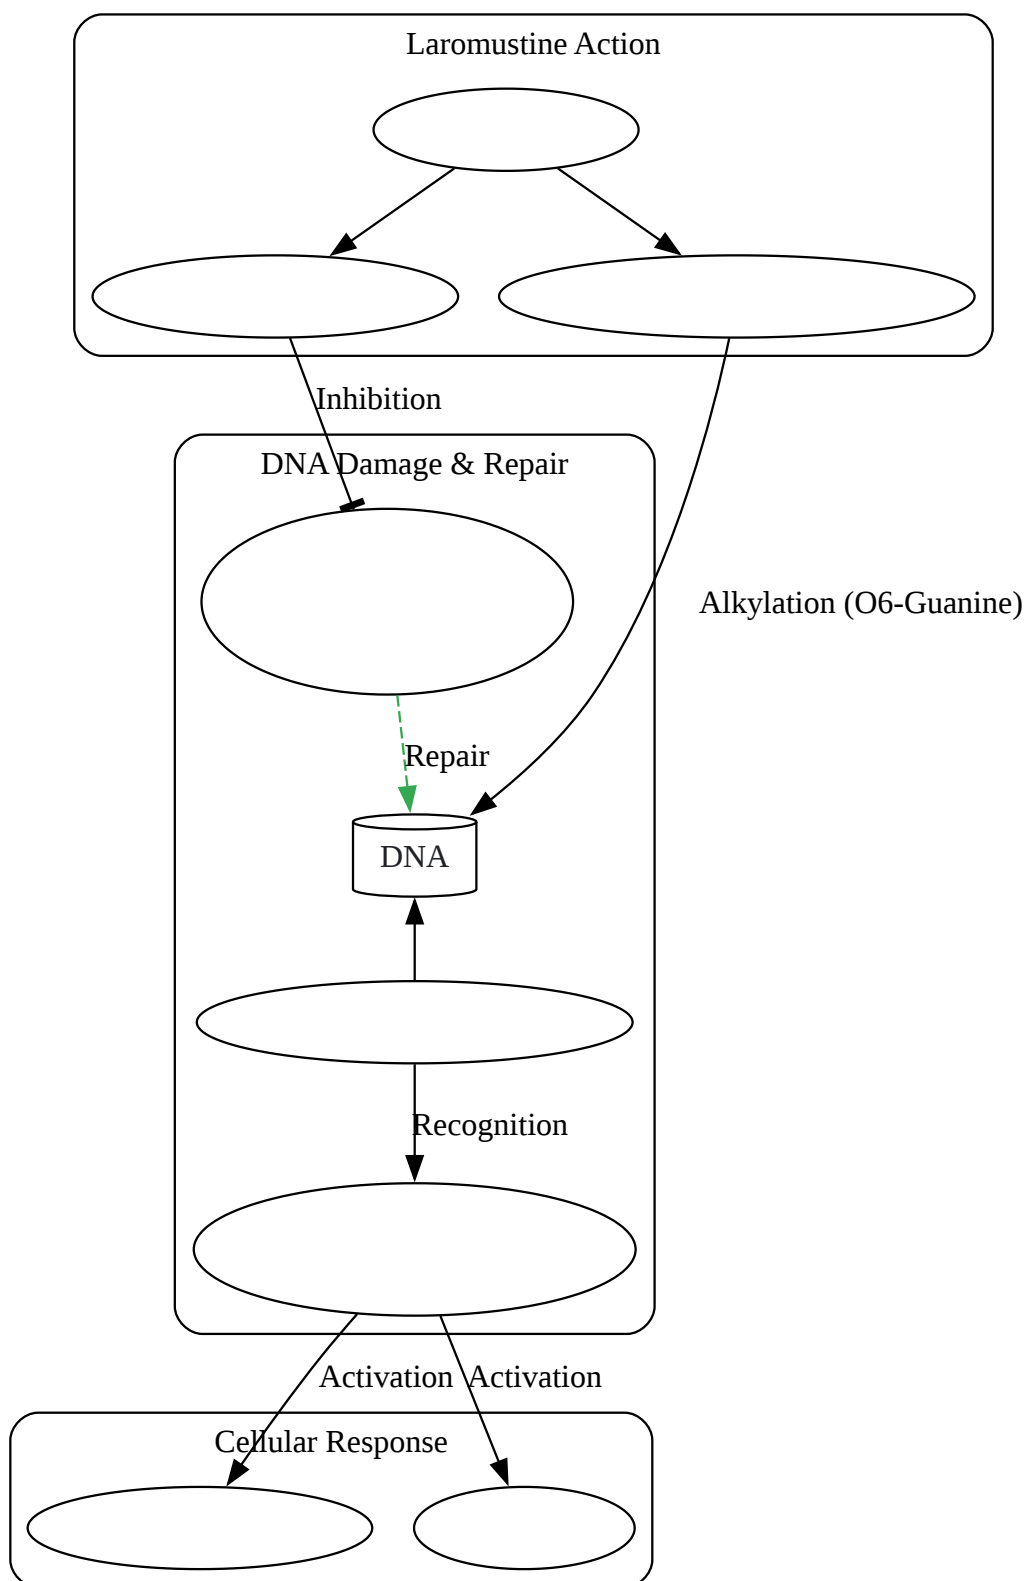 Laromustine Action
Inhibition
DNA Damage & Repair
Alkylation (O6-Guanine)
Repair
DNA
Recognition
Activation
Activation
Cellular Response